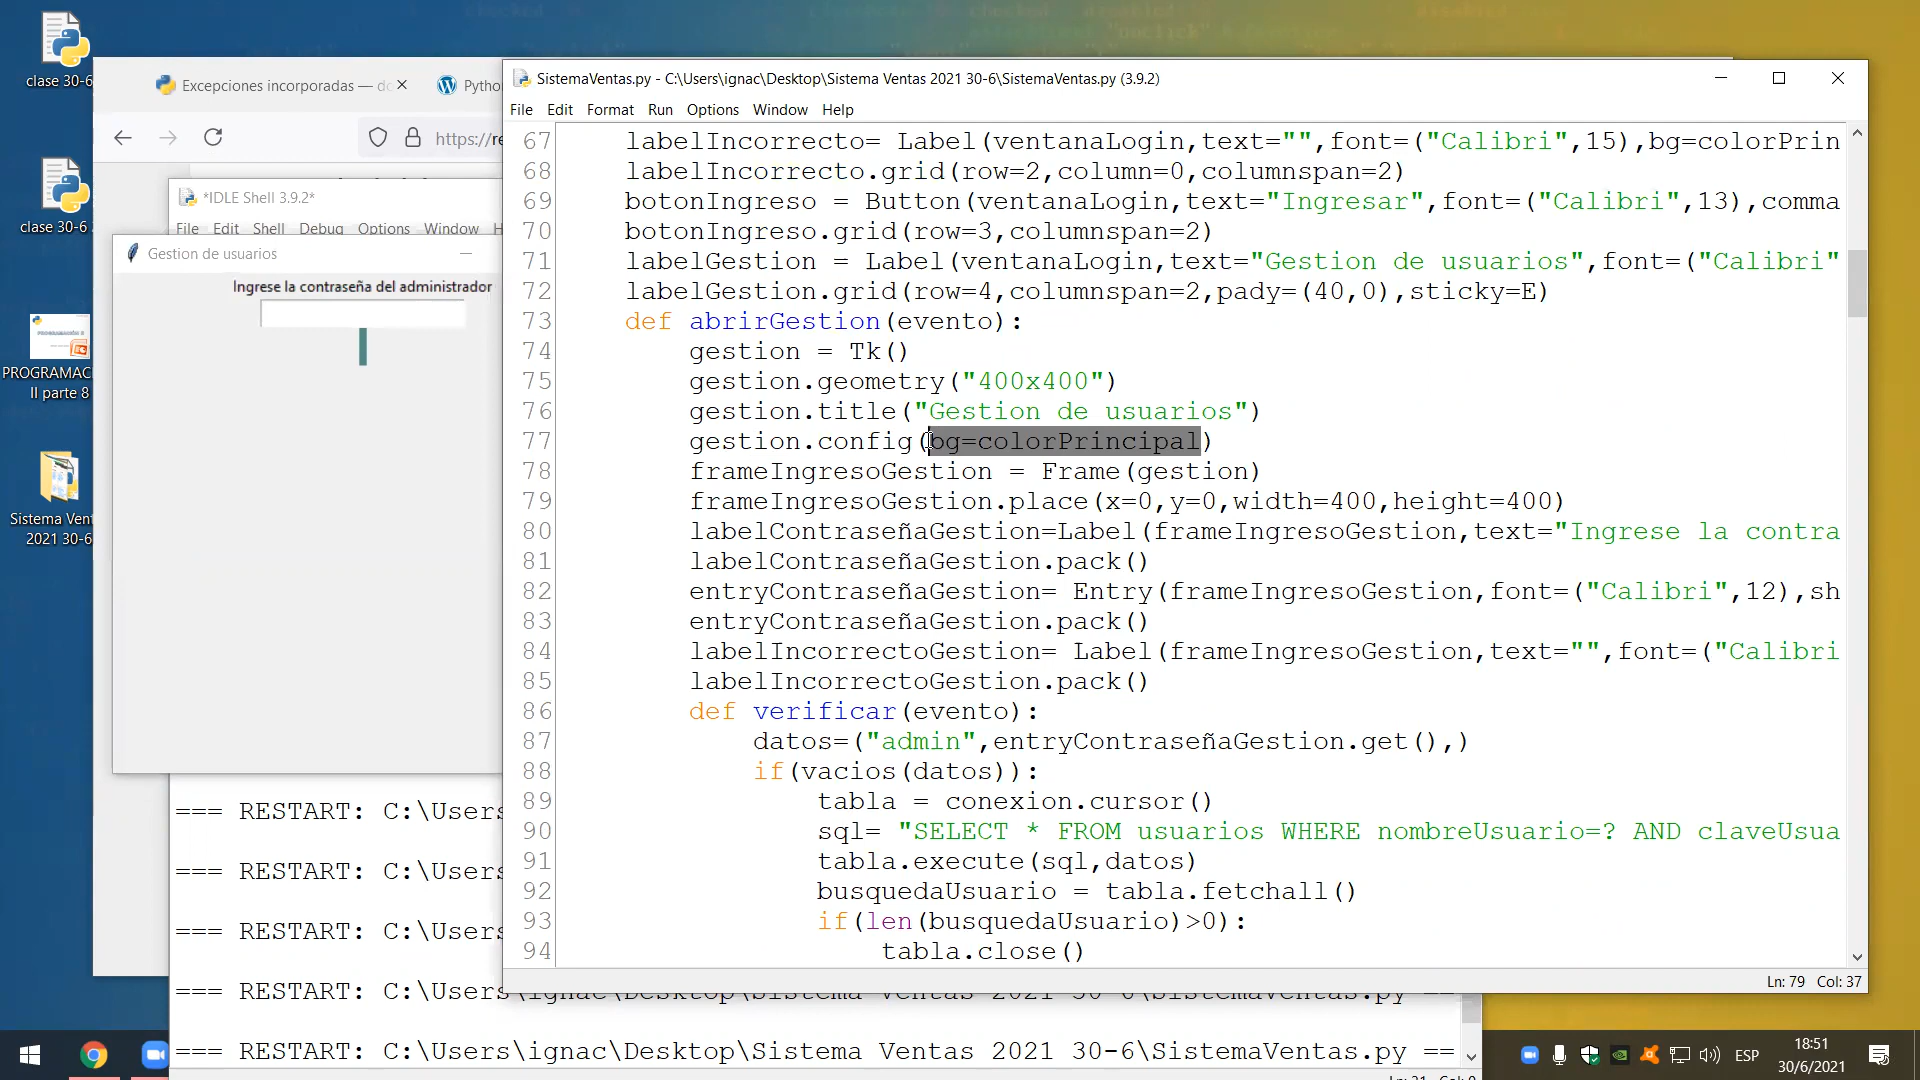 clase 30-6
clase 30-6
PROGRAMAC
II parte 8
Sistema Ven
2021 30-6
Excepciones incorporadas — do
Pytho
https://re
*IDLE Shell 3.9.2*
File Edit Shell Debug Options Window H
Gestion de usuarios
Ingrese la contraseña del administrador
=== RESTART: C:\Users
=== RESTART: C:\Users
=== RESTART: C:\Users
=== RESTART: C:\Users\ignac\Desktop\Sistema Ventas 2021 30-6\SistemaVentas.py ==
=== RESTART: C:\Users\ignac\Desktop\Sistema Ventas 2021 30-6\SistemaVentas.py ==
SistemaVentas.py - C:\Users\ignac\Desktop\Sistema Ventas 2021 30-6\SistemaVentas.py (3.9.2)
File Edit Format Run Options Window Help
67 labelIncorrecto= Label(ventanaLogin,text="",font=("Calibri",15),bg=colorPrin
68 labelIncorrecto.grid(row=2,column=0,columnspan=2)
69 botonIngreso = Button(ventanaLogin,text="Ingresar",font=("Calibri",13),comma
70 botonIngreso.grid(row=3,columnspan=2)
71 labelGestion = Label(ventanaLogin,text="Gestion de usuarios",font=("Calibri"
72 labelGestion.grid(row=4,columnspan=2,pady=(40,0),sticky=E)
73 def abrirGestion(evento):
74 gestion = Tk()
75 gestion.geometry("400x400")
76 gestion.title("Gestion de usuarios")
77 gestion.config(bg=colorPrincipal)
78 frameIngresoGestion = Frame(gestion)
79 frameIngresoGestion.place(x=0,y=0,width=400,height=400)
80 labelContraseñaGestion=Label(frameIngresoGestion,text="Ingrese la contra
81 labelContraseñaGestion.pack()
82 entryContraseñaGestion= Entry(frameIngresoGestion,font=("Calibri",12),sh
83 entryContraseñaGestion.pack()
84 labelIncorrectoGestion= Label(frameIngresoGestion,text="",font=("Calibri
85 labelIncorrectoGestion.pack()
86 def verificar(evento):
87 datos=("admin",entryContraseñaGestion.get(),)
88 if(vacios(datos)):
89 tabla = conexion.cursor()
90 sql= "SELECT * FROM usuarios WHERE nombreUsuario=? AND claveUsua
91 tabla.execute(sql,datos)
92 busquedaUsuario = tabla.fetchall()
93 if(len(busquedaUsuario)>0):
94 tabla.close()
Ln: 79 Col: 37
ESP
18:51
30/6/2021